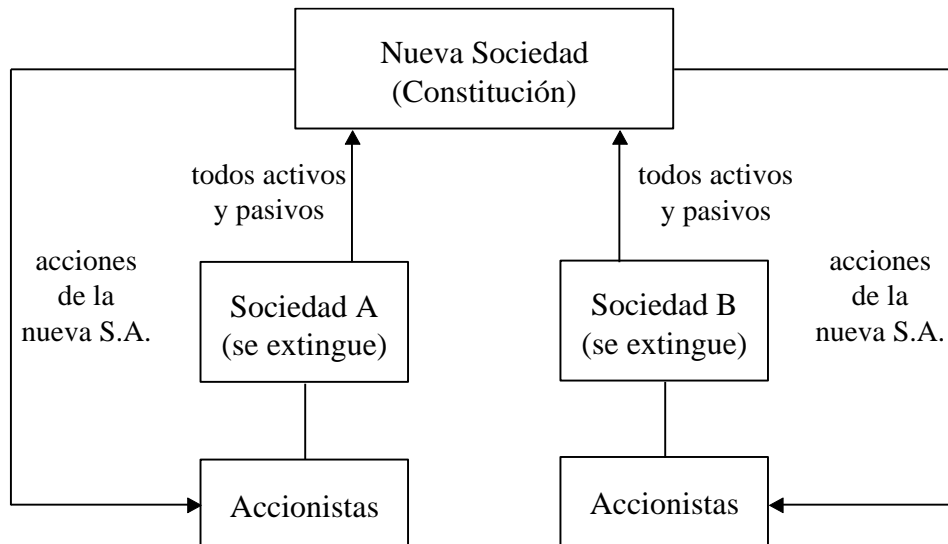 Nueva Sociedad
(Constitución)
todos activos
y pasivos
todos activos
y pasivos
acciones
de la
nueva S.A.
Sociedad A
(se extingue)
Sociedad B
(se extingue)
acciones
de la
nueva S.A.
Accionistas
Accionistas